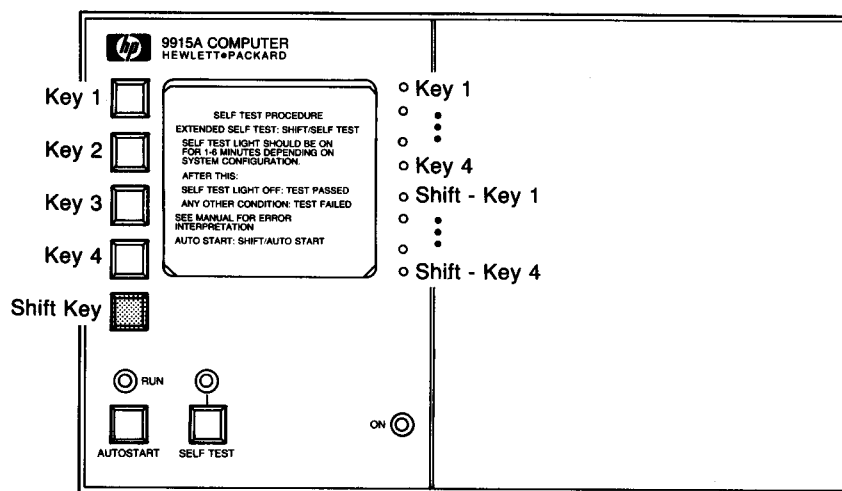 hp
9915A COMPUTER
HEWLETT•PACKARD
Key 1
Key 2
Key 3
Key 4
Shift Key
SELF TEST PROCEDURE
EXTENDED SELF TEST: SHIFT/SELF TEST
SELF TEST LIGHT SHOULD BE ON
FOR 1-6 MINUTES DEPENDING ON
SYSTEM CONFIGURATION.
AFTER THIS:
SELF TEST LIGHT OFF: TEST PASSED
ANY OTHER CONDITION: TEST FAILED
SEE MANUAL FOR ERROR
INTERPRETATION
AUTO START: SHIFT/AUTO START
Key 1
Key 4
Shift - Key 1
Shift - Key 4
RUN
AUTOSTART
SELF TEST
ON